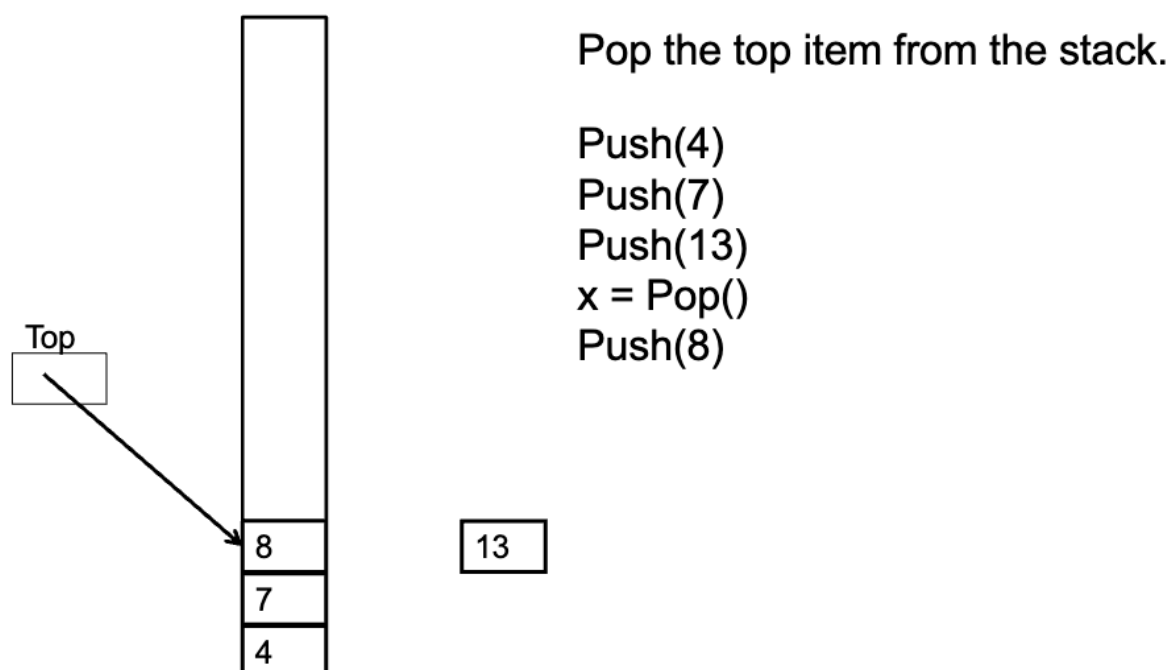 Pop the top item from the stack.
Push(4)
Push(7)
Push(13)
x = Pop()
Push(8)
Top
8
13
7
4